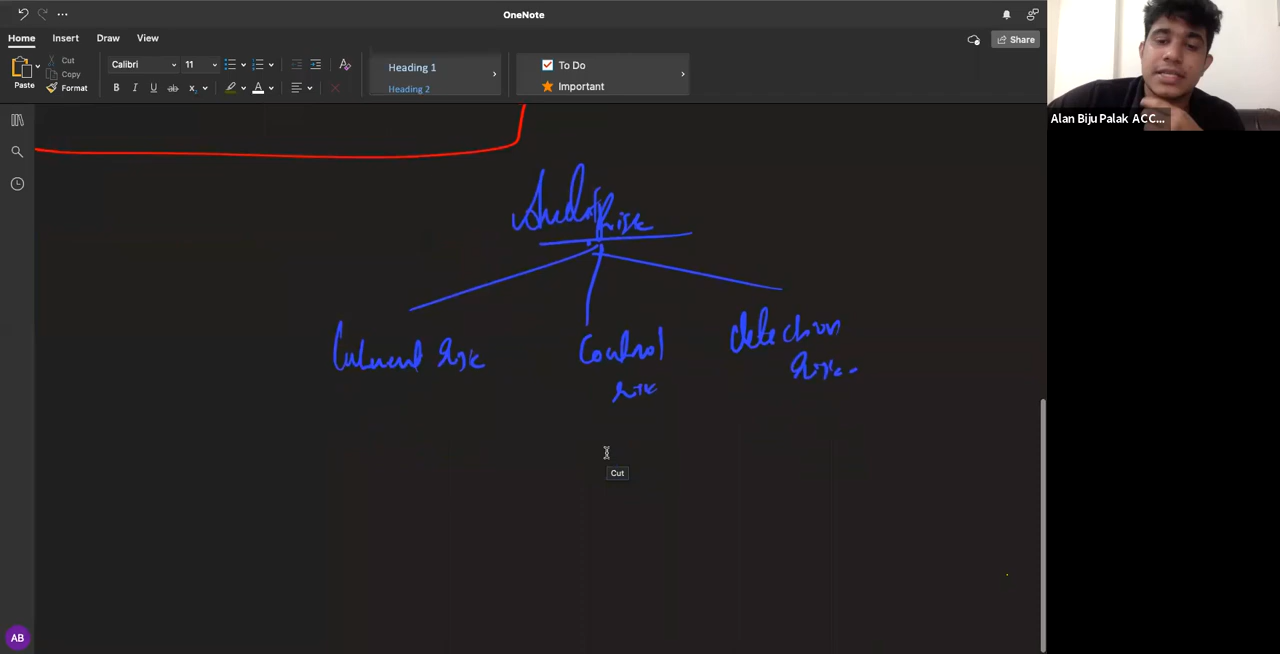 OneNote
Home Insert Draw View
Share
Paste
Cut
Copy
Format
Calibri 11
B I U ab x A
Heading 1
Heading 2
To Do
Important
Alan Biju Palak ACC...
Audit Risk
Inherent Risk
Control
risk
detection
Risk.
Cut
AB